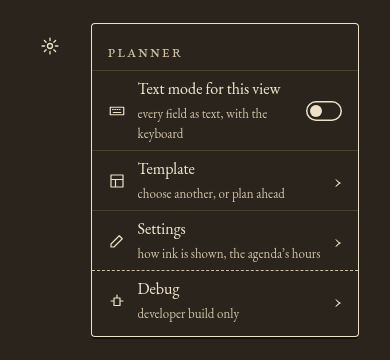 PLANNER
Text mode for this view
every field as text, with the
keyboard
Template
choose another, or plan ahead
Settings
how ink is shown, the agenda’s hours
Debug
developer build only